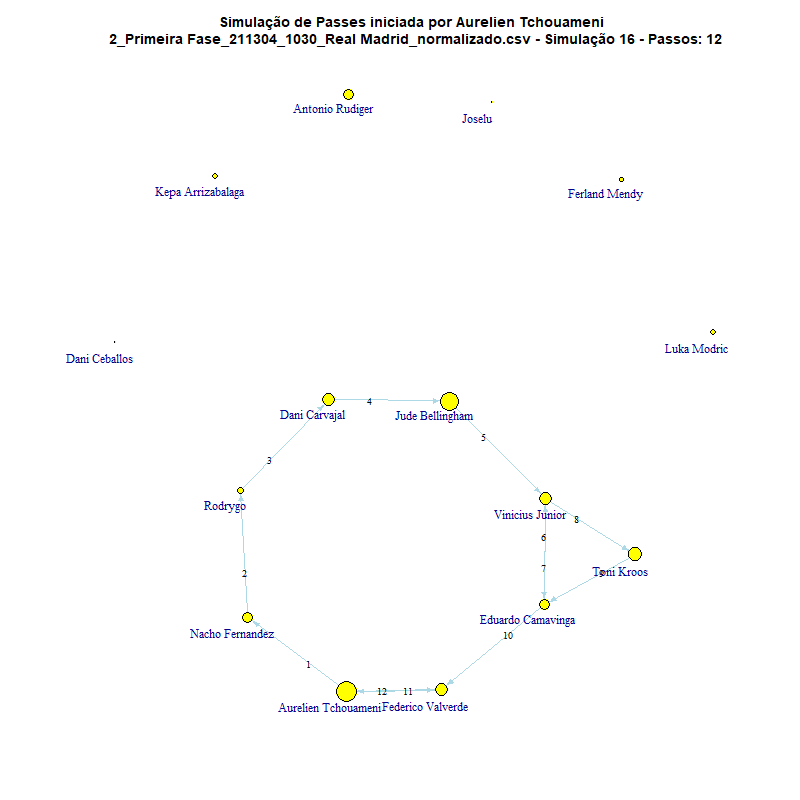 Simulação de Passes iniciada por Aurelien Tchouameni
2_Primeira Fase_211304_1030_Real Madrid_normalizado.csv - Simulação 16 - Passos: 12
Antonio Rudiger
Joselu
Kepa Arrizabalaga
Ferland Mendy
Dani Ceballos
Luka Modric
4
Dani Carvajal
Jude Bellingham
5
3
Rodrygo
Vinicius Junior
8
6
7
2
Toni Kroos
9
Nacho Fernandez
Eduardo Camavinga
10
1
12
11
Aurelien Tchouameni
Federico Valverde